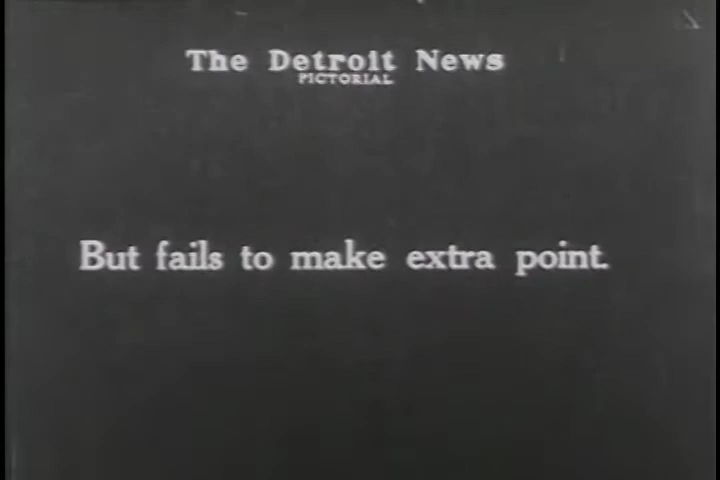 The Detroit News
PICTORIAL
But fails to make extra point.